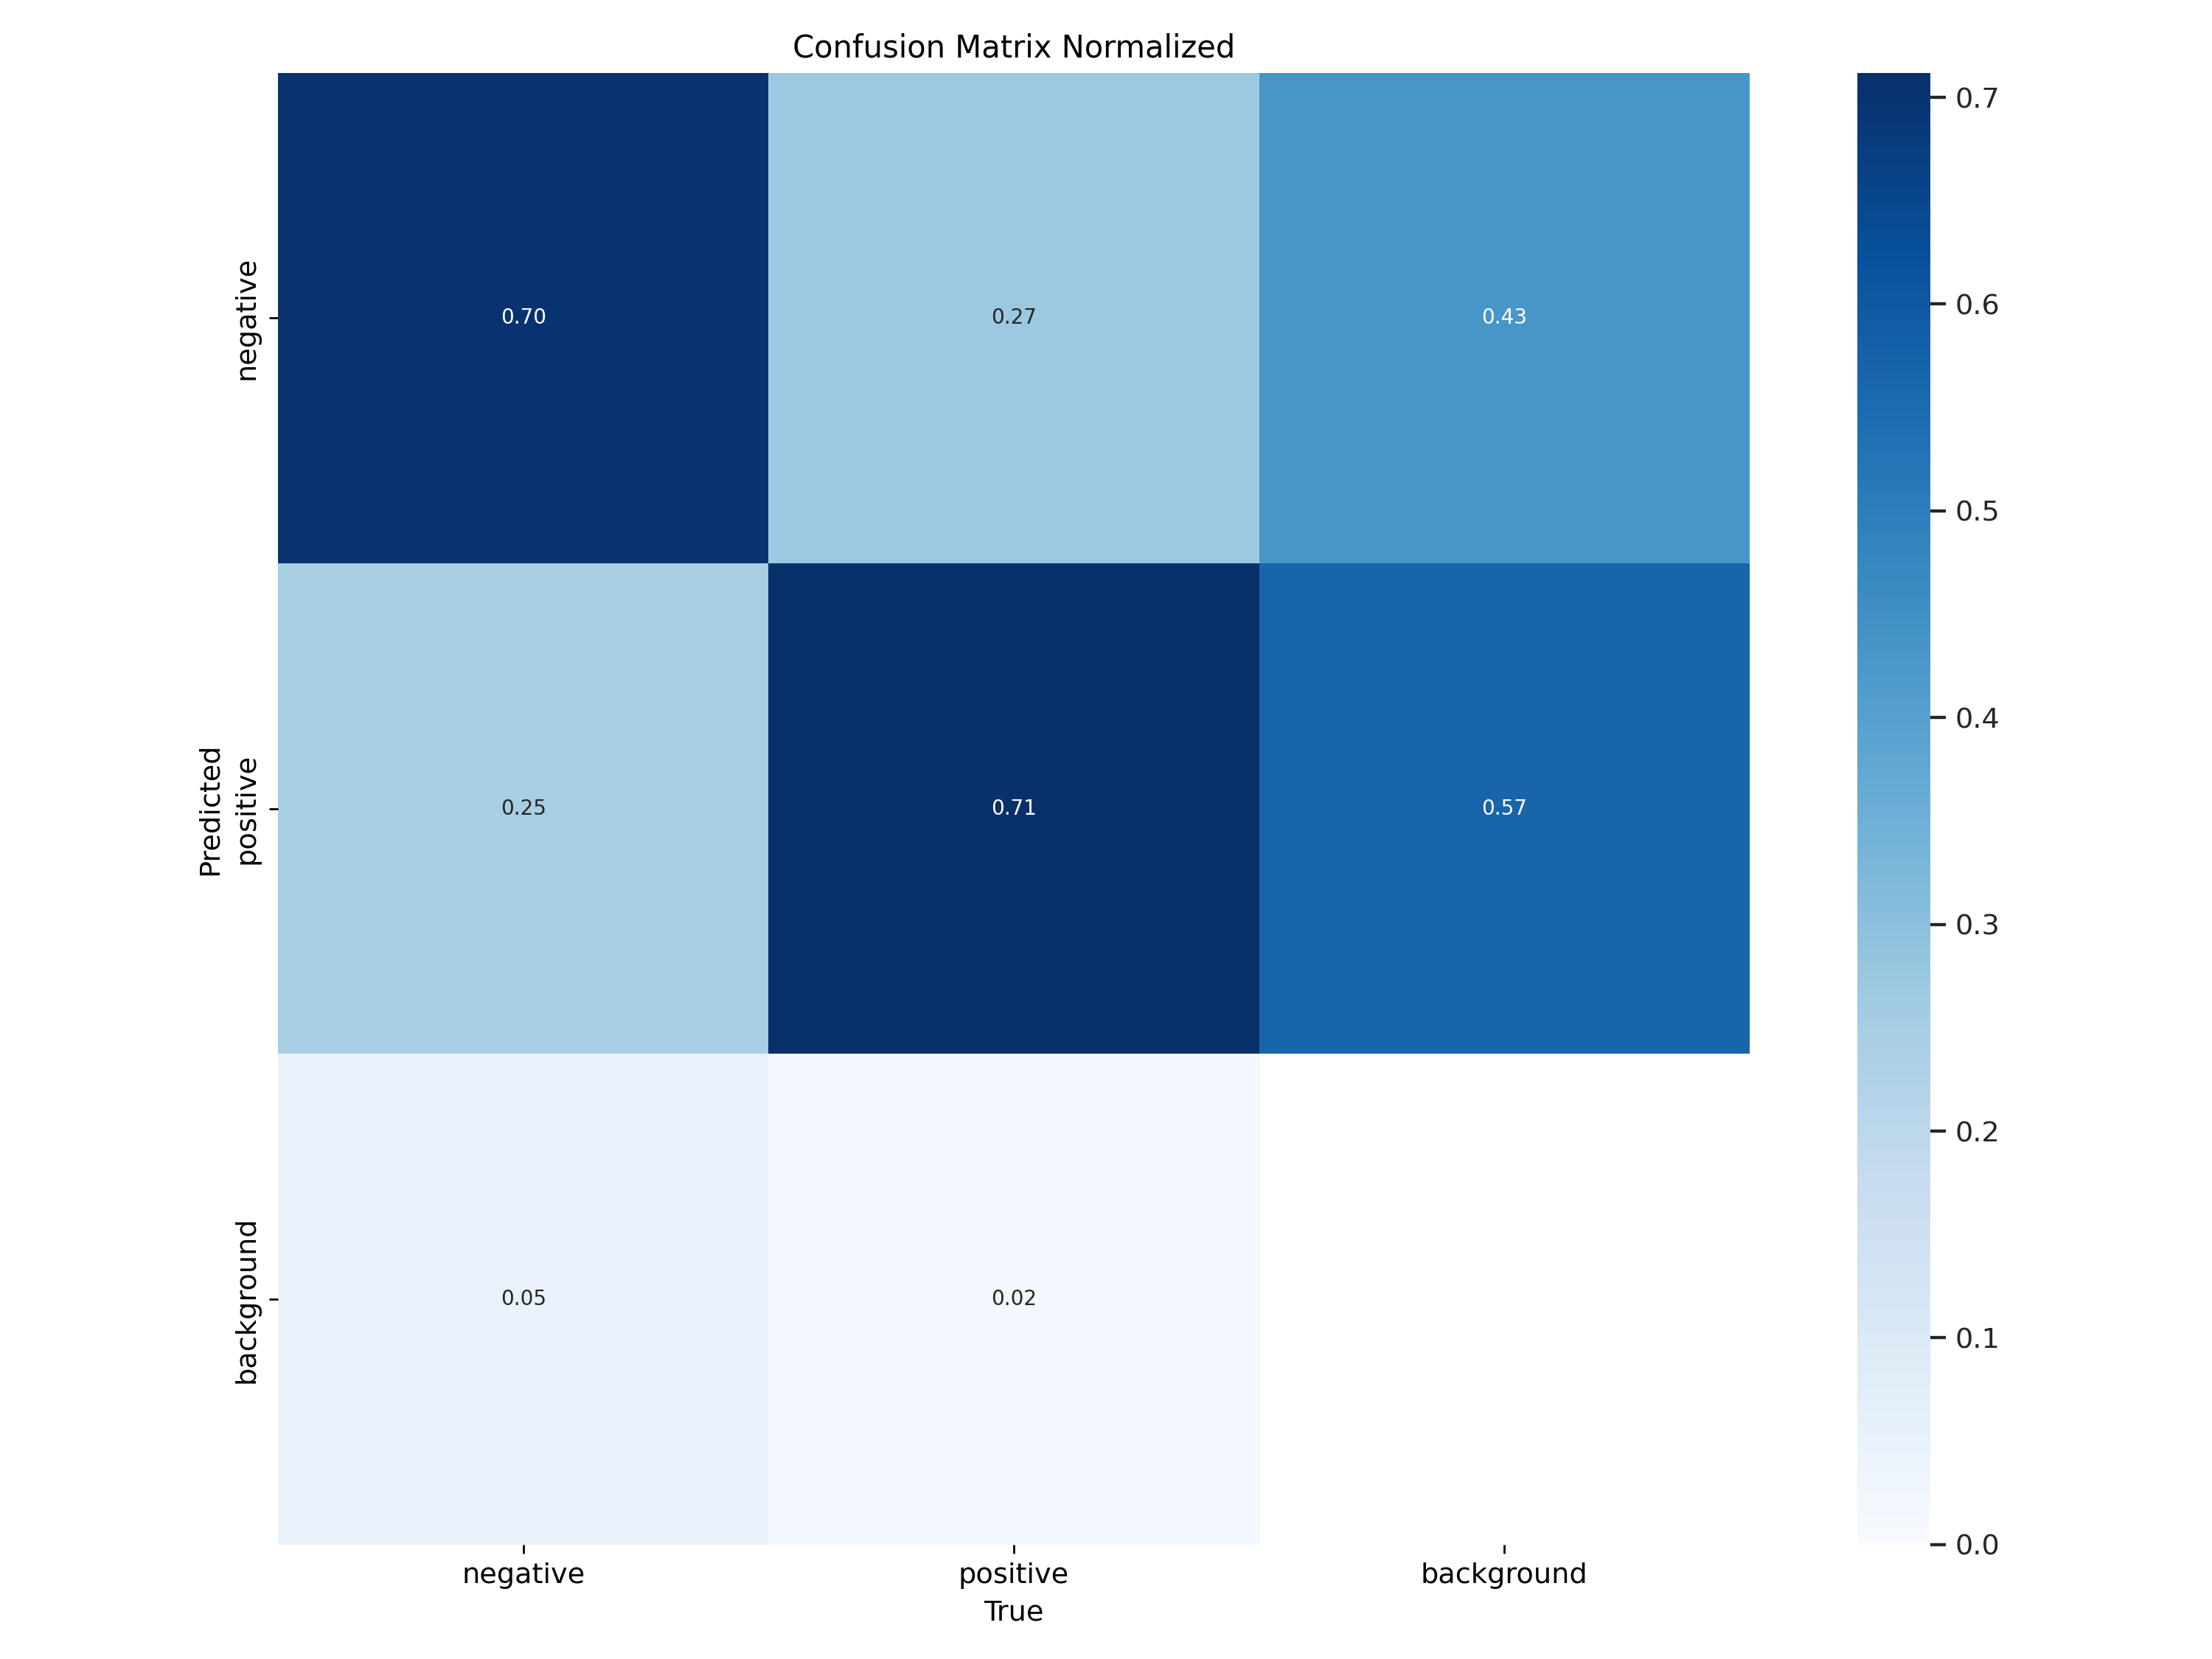 Confusion Matrix Normalized
0.7
0.6
0.5
0.4
0.3
0.2
0.1
0.0
Predicted
negative
0.70
0.27
0.43
positive
0.25
0.71
0.57
background
0.05
0.02
negative
positive
background
True